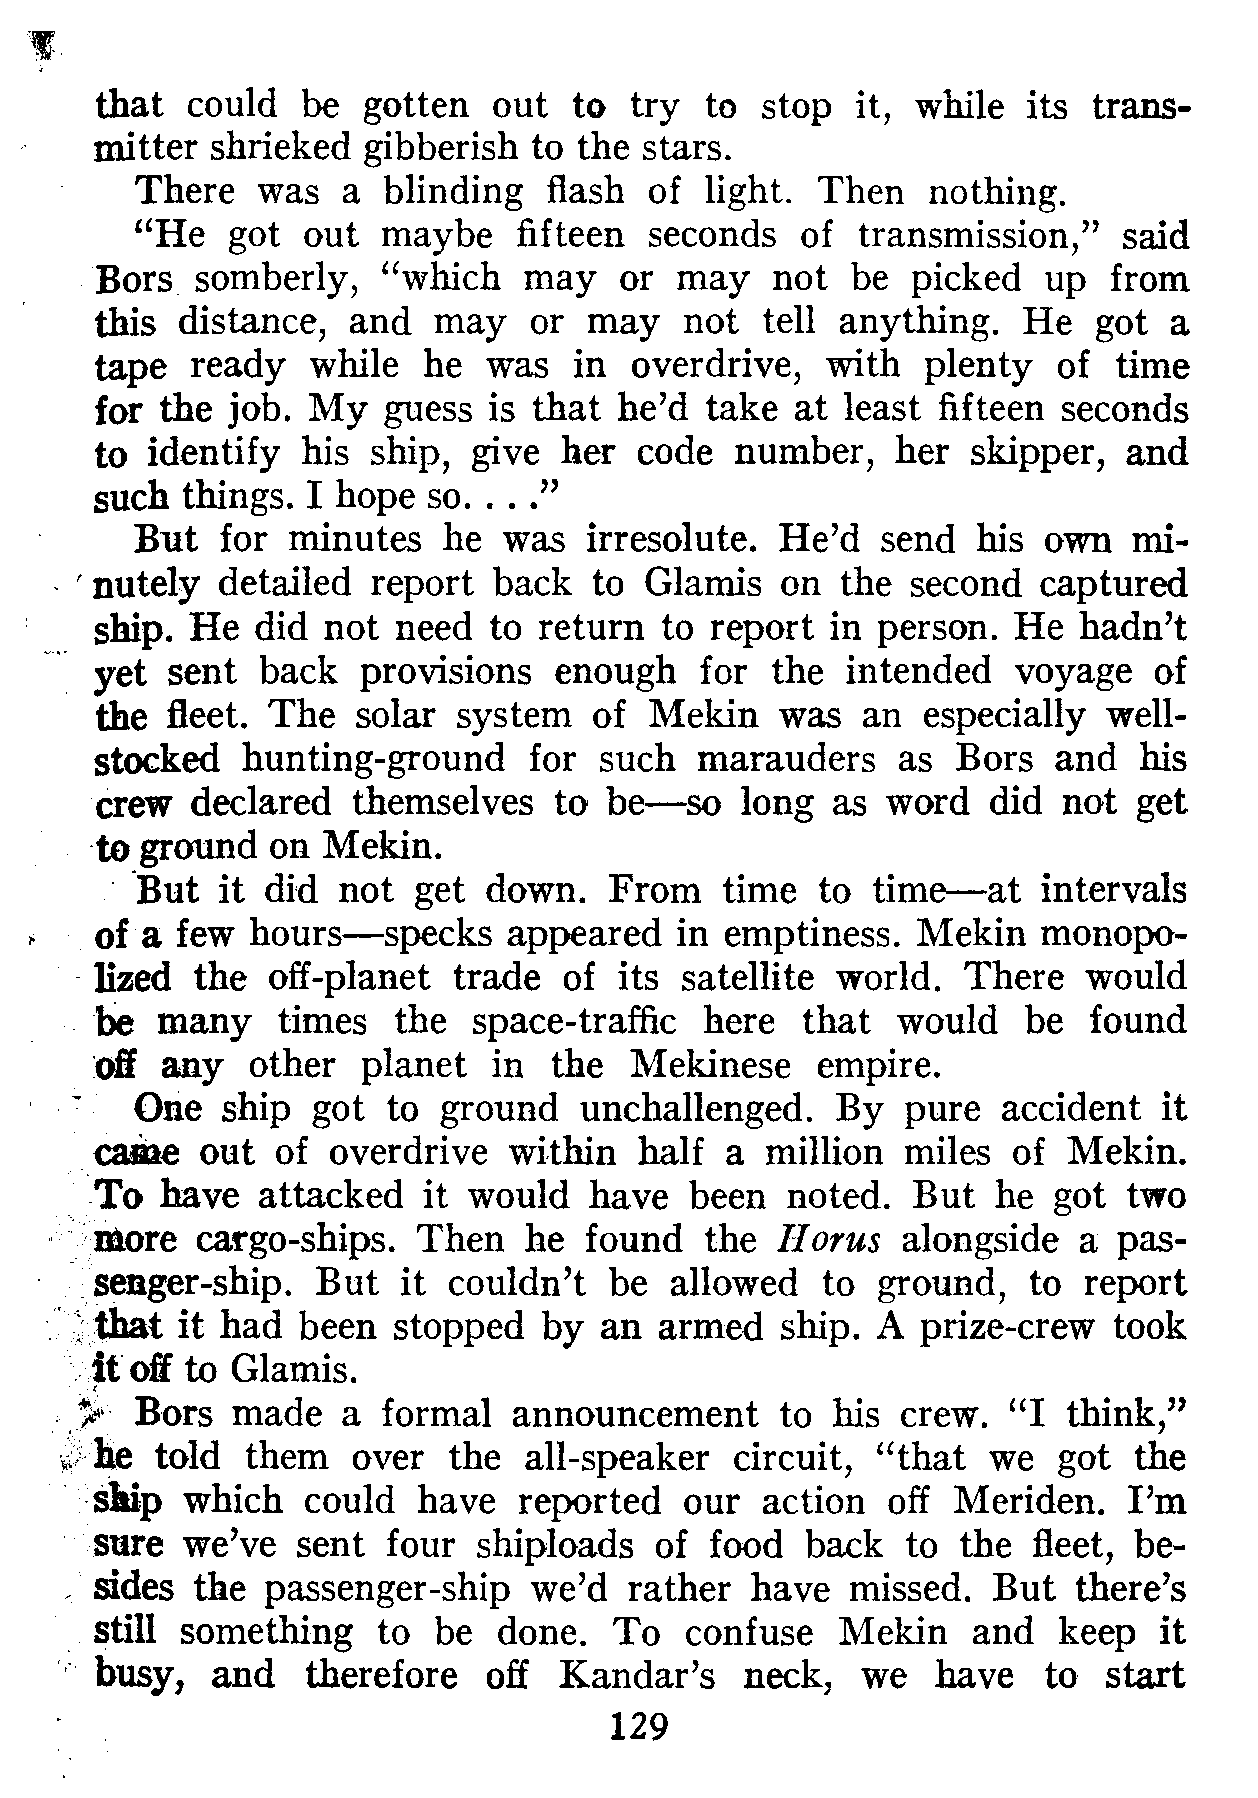 that could be gotten out to try to stop it, while its trans-
mitter shrieked gibberish to the stars.
There was a blinding flash of light. Then nothing.
“He got out maybe fifteen seconds of transmission,” said
Bors somberly, “which may or may not be picked up from
this distance, and may or may not tell anything. He got a
tape ready while he was in overdrive, with plenty of time
for the job. My guess is that he’d take at least fifteen seconds
to identify his ship, give her code number, her skipper, and
such things. I hope so. . . .”
But for minutes he was irresolute. He’d send his own mi-
nutely detailed report back to Glamis on the second captured
ship. He did not need to return to report in person. He hadn’t
yet sent back provisions enough for the intended voyage of
the fleet. The solar system of Mekin was an especially well-
stocked hunting-ground for such marauders as Bors and his
crew declared themselves to be—so long as word did not get
to ground on Mekin.
But it did not get down. From time to time—at intervals
of a few hours—specks appeared in emptiness. Mekin monopo-
lized the off-planet trade of its satellite world. There would
be many times the space-traffic here that would be found
off any other planet in the Mekinese empire.
One ship got to ground unchallenged. By pure accident it
came out of overdrive within half a million miles of Mekin.
To have attacked it would have been noted. But he got two
more cargo-ships. Then he found the Horus alongside a pas-
senger-ship. But it couldn’t be allowed to ground, to report
that it had been stopped by an armed ship. A prize-crew took
it off to Glamis.
Bors made a formal announcement to his crew. “I think,”
he told them over the all-speaker circuit, “that we got the
ship which could have reported our action off Meriden. I’m
sure we’ve sent four shiploads of food back to the fleet, be-
sides the passenger-ship we’d rather have missed. But there’s
still something to be done. To confuse Mekin and keep it
busy, and therefore off Kandar’s neck, we have to start
129